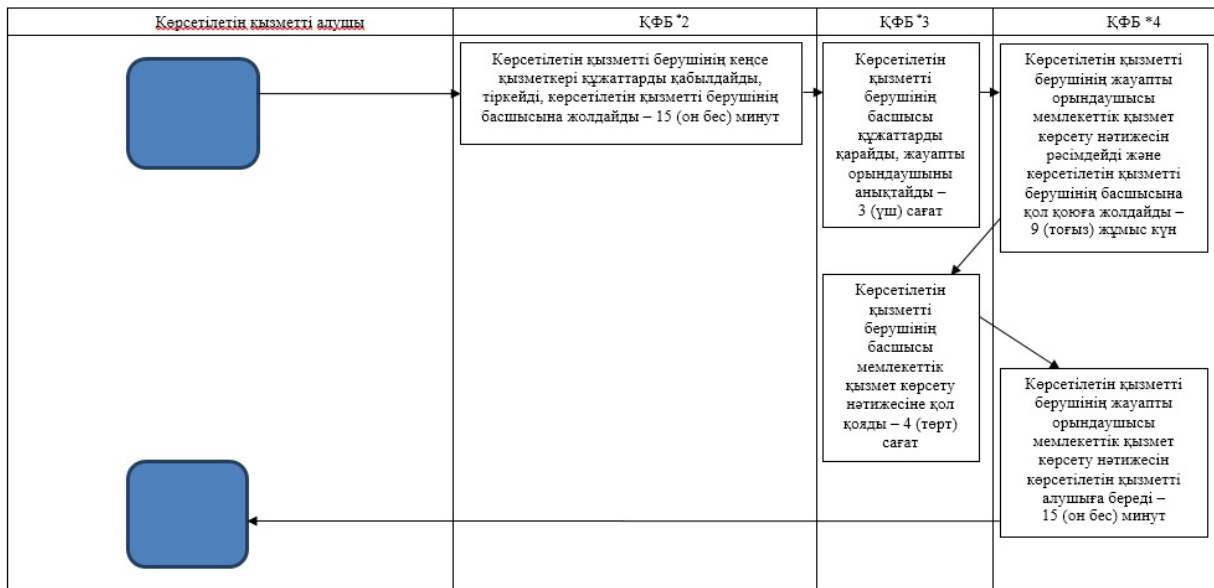 Көрсетілетін қызметті алушы
ҚФБ *2
ҚФБ *3
ҚФБ *4
Көрсетілетін қызметті берушінің кеңсе
қызметкері құжаттарды қабылдайды,
тіркейді, көрсетілетін қызметті берушінің
басшысына жолдайды – 15 (он бес) минут
Көрсетілетін
қызметті
берушінің
басшысы
құжаттарды
қарайды, жауапты
орындаушыны
анықтайды –
3 (үш) сағат
Көрсетілетін қызметті
берушінің жауапты
орындаушысы
мемлекеттік қызмет
көрсету нәтижесін
рәсімдейді және
көрсетілетін қызметті
берушінің басшысына
қол қоюға жолдайды –
9 (тоғыз) жұмыс күн
Көрсетілетін
қызметті
берушінің
басшысы
мемлекеттік
қызмет көрсету
нәтижесіне қол
қояды – 4 (төрт)
сағат
Көрсетілетін қызметті
берушінің жауапты
орындаушысы
мемлекеттік қызмет
көрсету нәтижесін
көрсетілетін қызметті
алушыға береді –
15 (он бес) минут